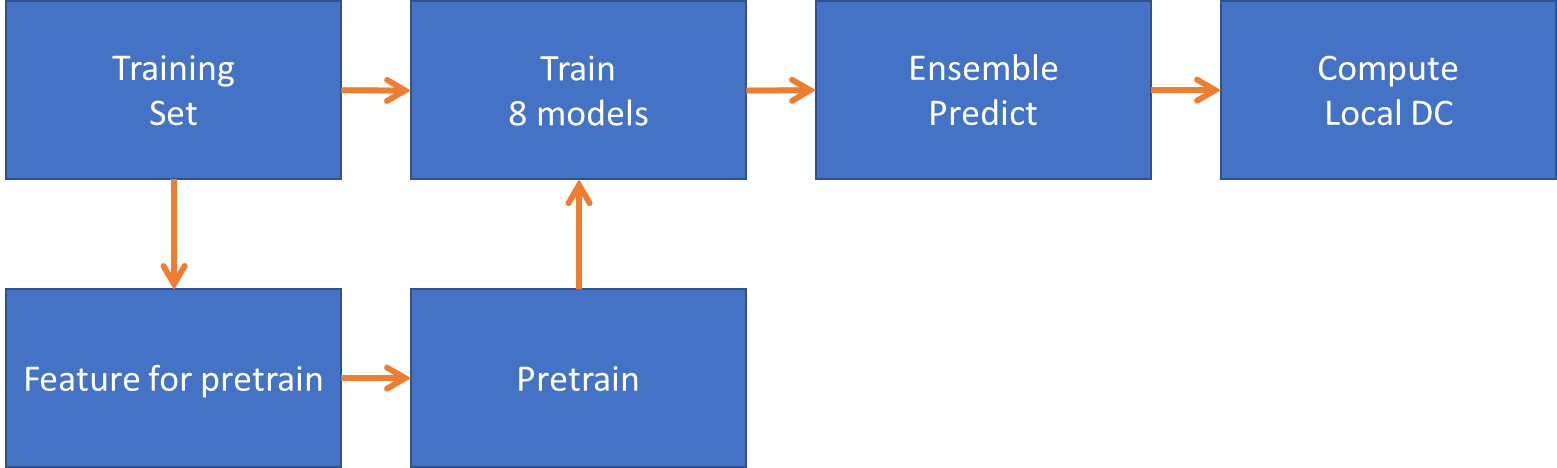 Training
Set
Train
8 models
Ensemble
Predict
Compute
Local DC
Feature for pretrain
Pretrain